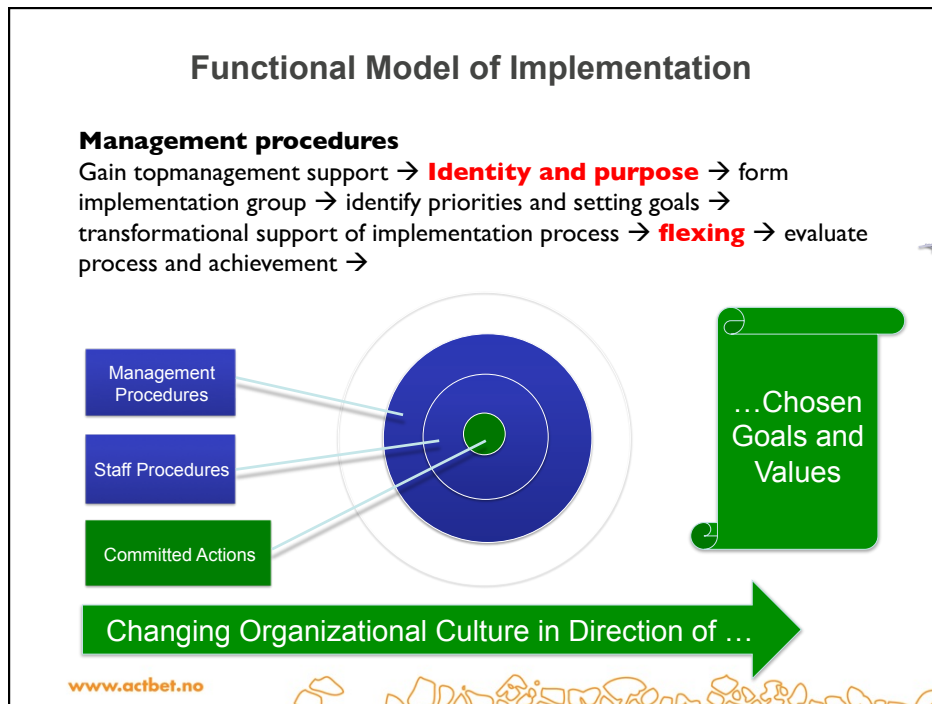 Functional Model of Implementation
Management procedures
Gain topmanagement support → Identity and purpose → form
implementation group → identify priorities and setting goals →
transformational support of implementation process → flexing → evaluate
process and achievement →
Management
Procedures
Staff Procedures
Committed Actions
…Chosen
Goals and
Values
Changing Organizational Culture in Direction of …
www.actbet.no